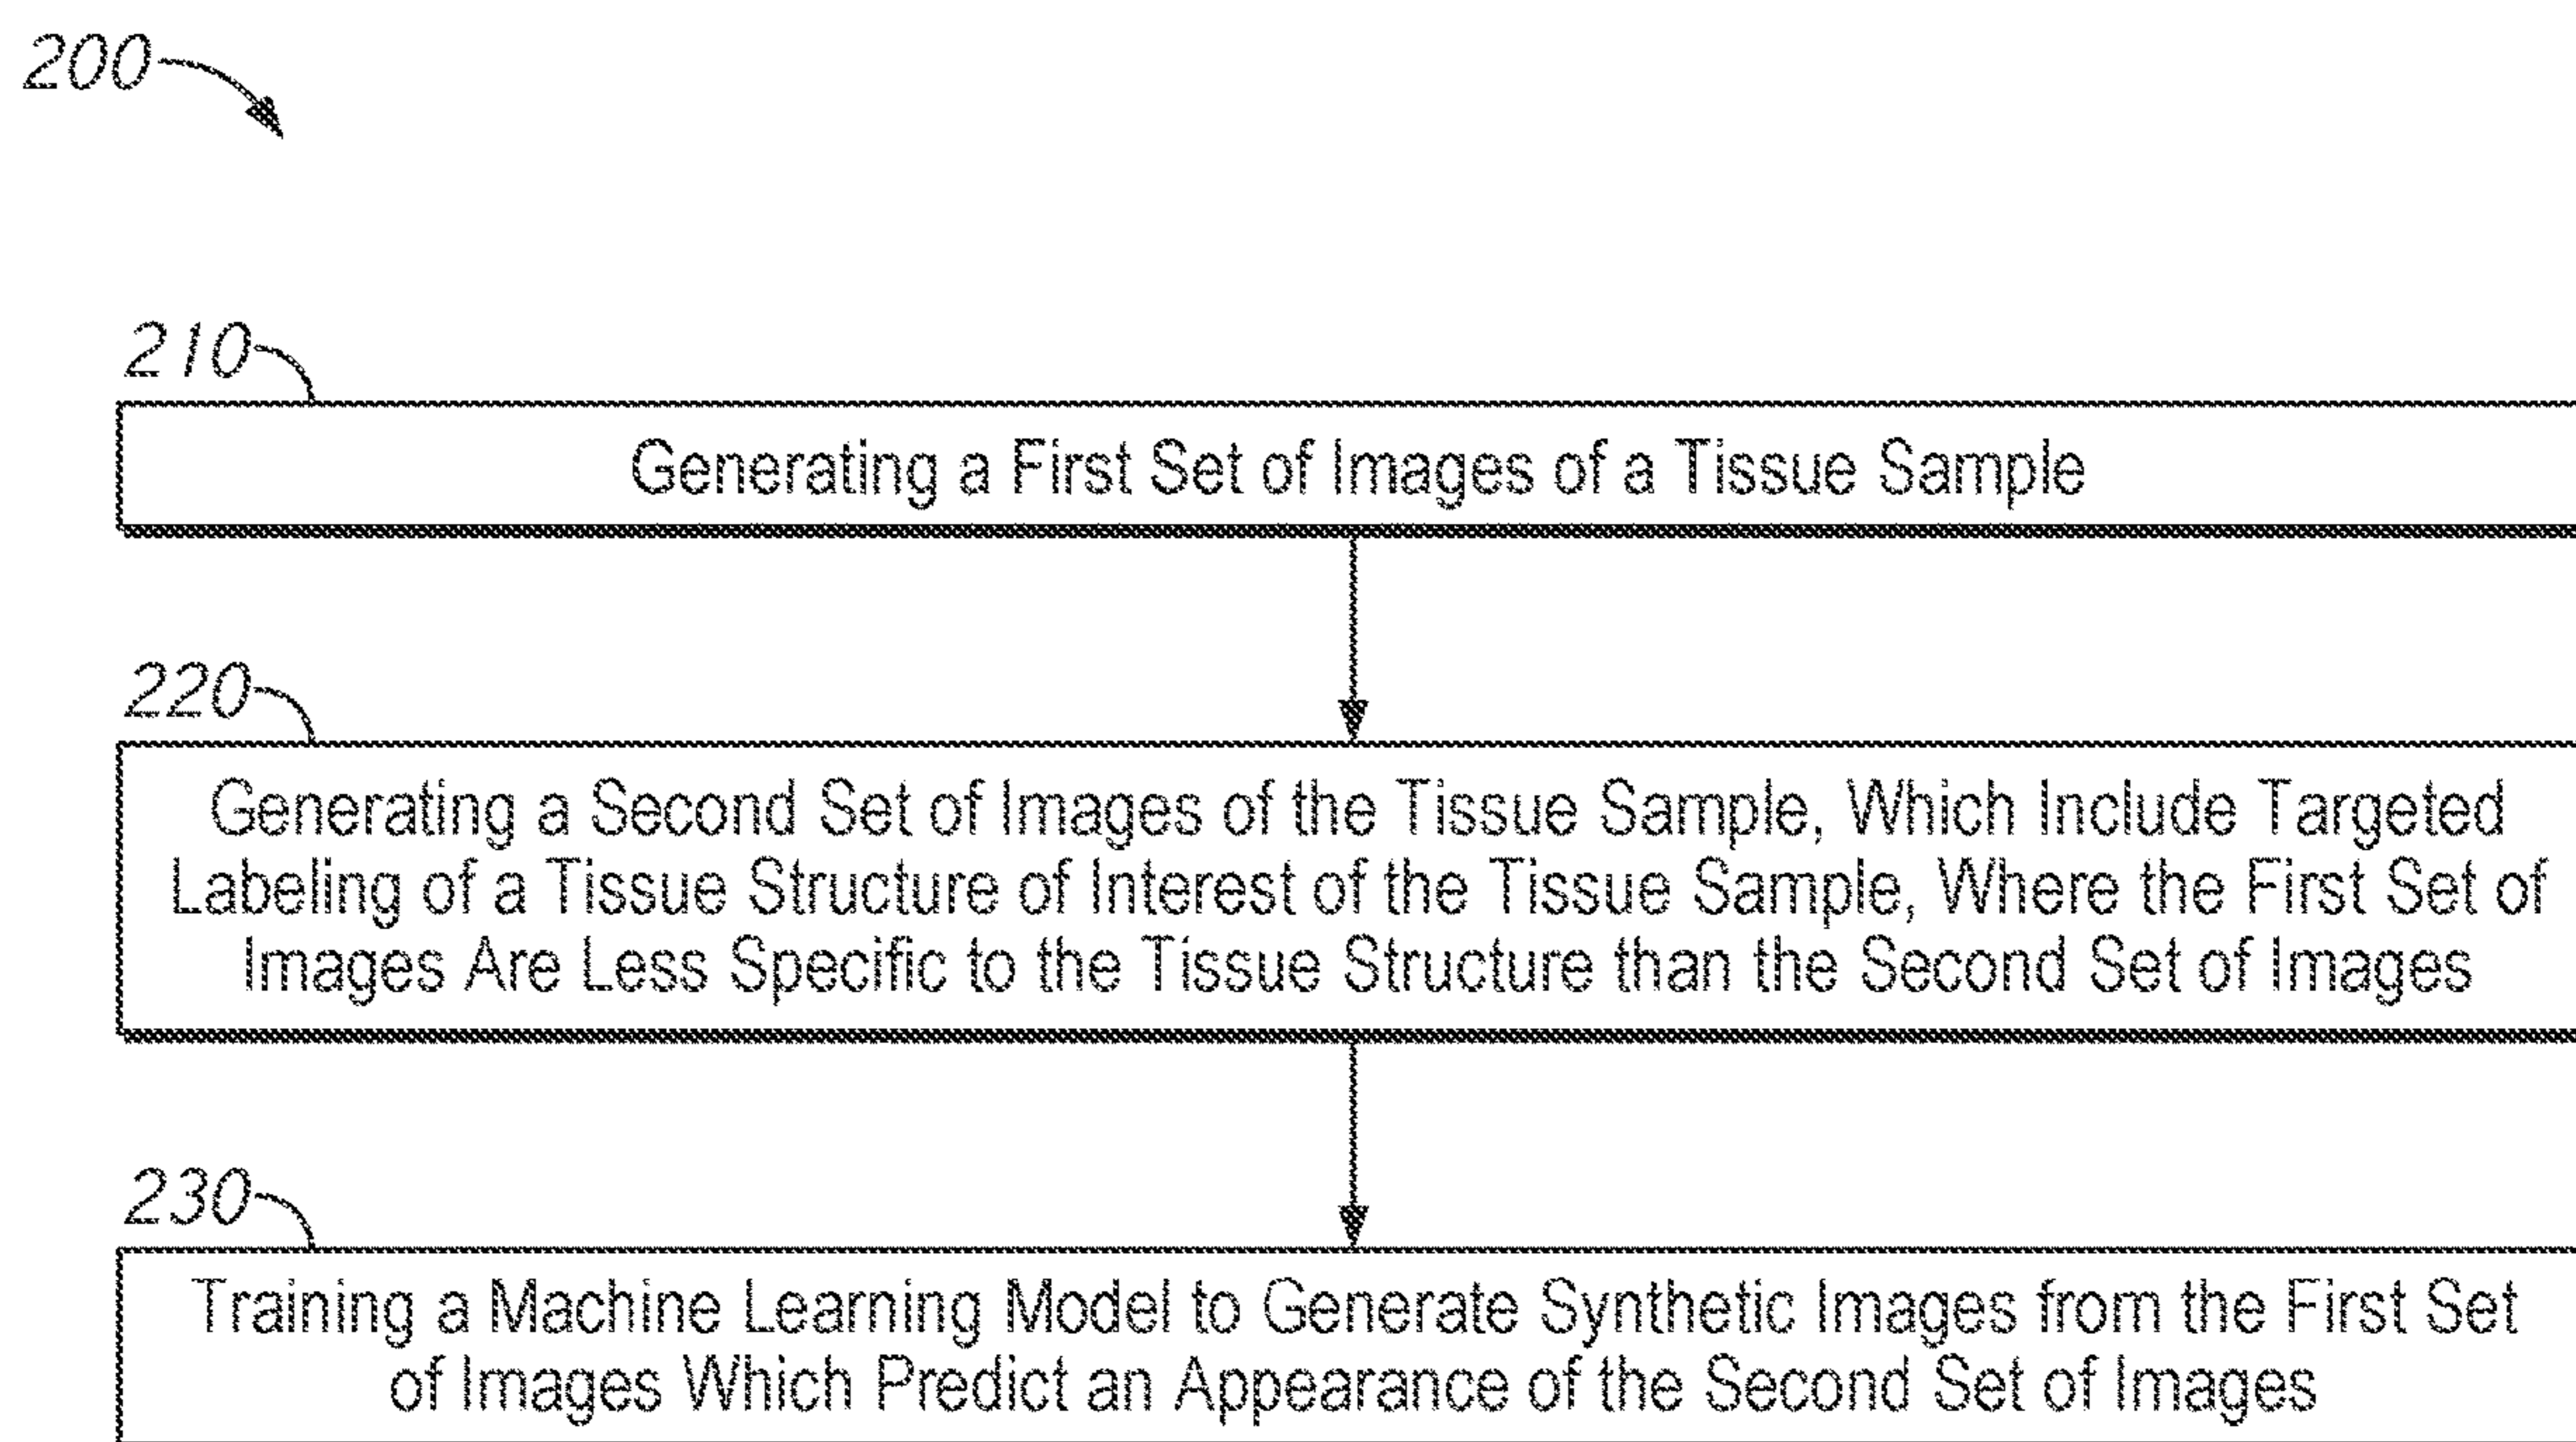 200
210
Generating a First Set of Images of a Tissue Sample
220
Generating a Second Set of Images of the Tissue Sample, Which Include Targeted
Labeling of a Tissue Structure of Interest of the Tissue Sample, Where the First Set of
Images Are Less Specific to the Tissue Structure than the Second Set of Images
230
Training a Machine Learning Model to Generate Synthetic Images from the First Set
of Images Which Predict an Appearance of the Second Set of Images